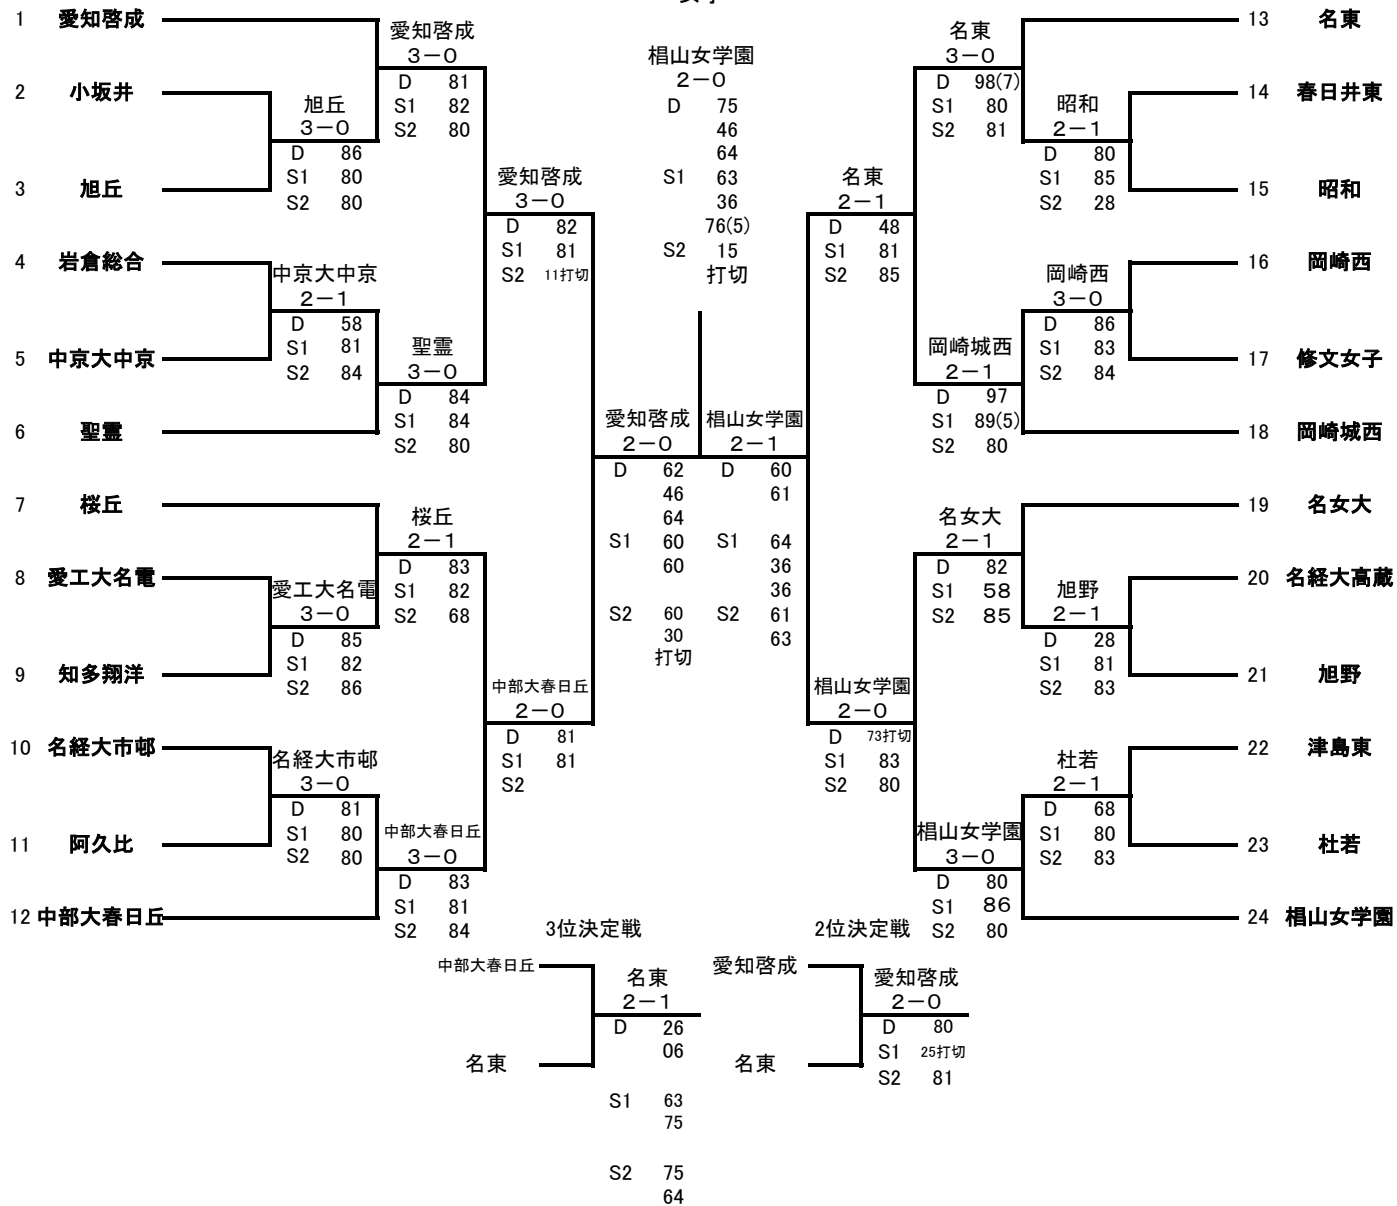 1 愛知啓成
2 小坂井
3 旭丘
4 岩倉総合
5 中京大中京
6 聖霊
7 桜丘
8 愛工大名電
9 知多翔洋
10 名経大市邨
11 阿久比
12 中部大春日丘
旭丘
3-0
D 86
S1 80
S2 80
中京大中京
2-1
D 58
S1 81
S2 84
愛工大名電
3-0
D 85
S1 82
S2 86
名経大市邨
3-0
D 81
S1 80
S2 80
愛知啓成
3-0
D 81
S1 82
S2 80
聖霊
3-0
D 84
S1 84
S2 80
桜丘
2-1
D 83
S1 82
S2 68
中部大春日丘
3-0
D 83
S1 81
S2 84
愛知啓成
3-0
D 82
S1 81
S2 11打切
中部大春日丘
2-0
D 81
S1 81
S2
愛知啓成
2-0
D 62
46
64
S1 60
60
S2 60
30
打切
椙山女学園
2-0
D 75
46
64
S1 63
36
76(5)
S2 15
打切
椙山女学園
2-1
D 60
61
S1 64
36
36
S2 61
63
名東
2-1
D 48
S1 81
S2 85
椙山女学園
2-0
D 73打切
S1 83
S2 80
名東
3-0
D 98(7)
S1 80
S2 81
岡崎城西
2-1
D 97
S1 89(5)
S2 80
名女大
2-1
D 82
S1 58
S2 85
椙山女学園
3-0
D 80
S1 86
S2 80
昭和
2-1
D 80
S1 85
S2 28
岡崎西
3-0
D 86
S1 83
S2 84
旭野
2-1
D 28
S1 81
S2 83
杜若
2-1
D 68
S1 80
S2 83
13 名東
14 春日井東
15 昭和
16 岡崎西
17 修文女子
18 岡崎城西
19 名女大
20 名経大高蔵
21 旭野
22 津島東
23 杜若
24 椙山女学園
3位決定戦
中部大春日丘
名東
名東
2-1
D 26
06
S1 63
75
S2 75
64
2位決定戦
愛知啓成
名東
愛知啓成
2-0
D 80
S1 25打切
S2 81